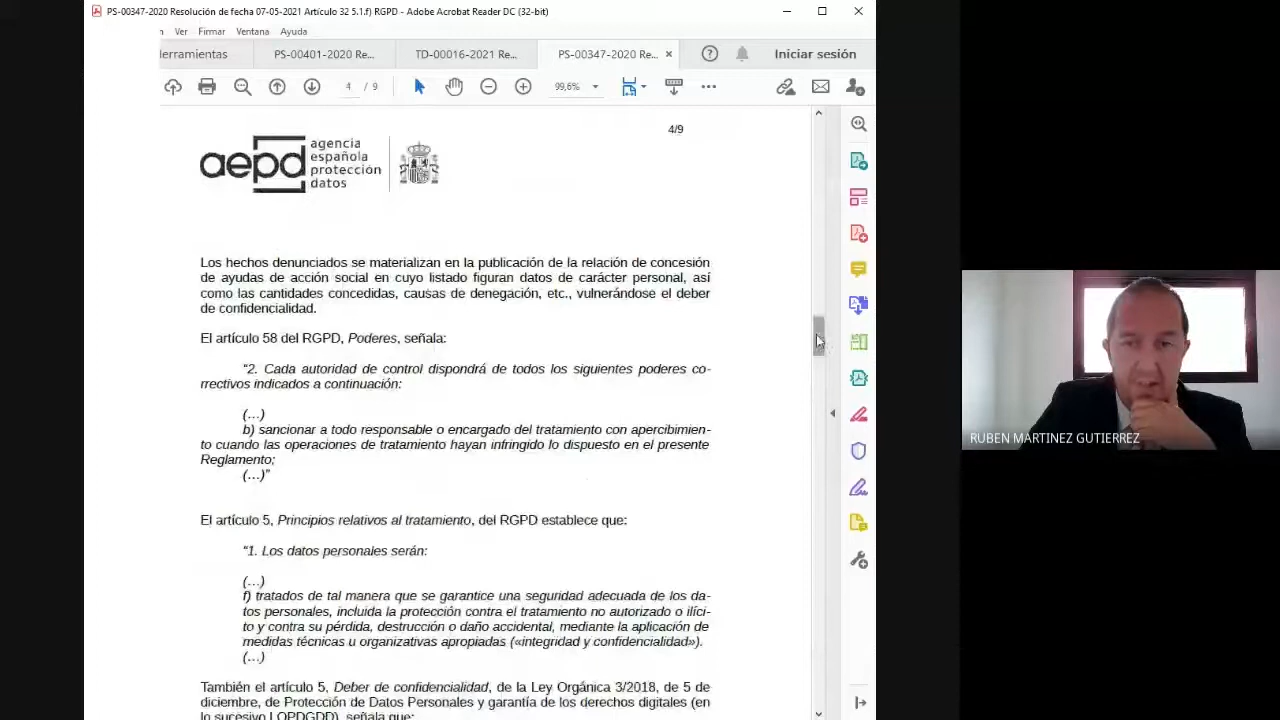 PS-00347-2020 Resolución de fecha 07-05-2021 Artículo 32 5.1.f) RGPD - Adobe Acrobat Reader DC (32-bit)
Ver Firmar Ventana Ayuda
erramientas PS-00401-2020 Re... TD-00016-2021 Re... PS-00347-2020 Re... × Iniciar sesión
4 / 9 99,6%
4/9
aepd
agencia
española
protección
datos
Los hechos denunciados se materializan en la publicación de la relación de concesión
de ayudas de acción social en cuyo listado figuran datos de carácter personal, así
como las cantidades concedidas, causas de denegación, etc., vulnerándose el deber
de confidencialidad.
El artículo 58 del RGPD, Poderes, señala:
“2. Cada autoridad de control dispondrá de todos los siguientes poderes co-
rrectivos indicados a continuación:
(…)
b) sancionar a todo responsable o encargado del tratamiento con apercibimien-
to cuando las operaciones de tratamiento hayan infringido lo dispuesto en el presente
Reglamento;
(…)”
El artículo 5, Principios relativos al tratamiento, del RGPD establece que:
“1. Los datos personales serán:
(…)
f) tratados de tal manera que se garantice una seguridad adecuada de los da-
tos personales, incluida la protección contra el tratamiento no autorizado o ilíci-
to y contra su pérdida, destrucción o daño accidental, mediante la aplicación de
medidas técnicas u organizativas apropiadas («integridad y confidencialidad»).
(…)
También el artículo 5, Deber de confidencialidad, de la Ley Orgánica 3/2018, de 5 de
diciembre, de Protección de Datos Personales y garantía de los derechos digitales (en
lo sucesivo LOPDGDD), señala que:
RUBEN MARTINEZ GUTIERREZ